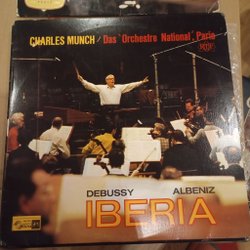 CHARLES MUNCH / Das Orchestre National, Paris
DEBUSSY ALBENIZ
IBERIA